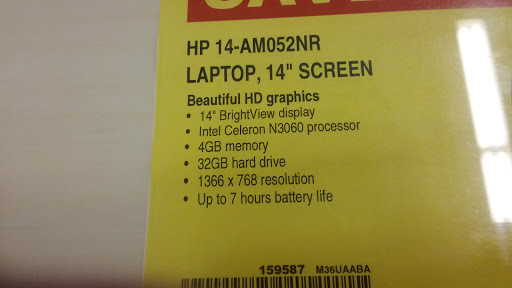 HP 14-AM052NR
LAPTOP, 14" SCREEN
Beautiful HD graphics
• 14" BrightView display
• Intel Celeron N3060 processor
• 4GB memory
• 32GB hard drive
• 1366 x 768 resolution
• Up to 7 hours battery life
159587 M36UAABA